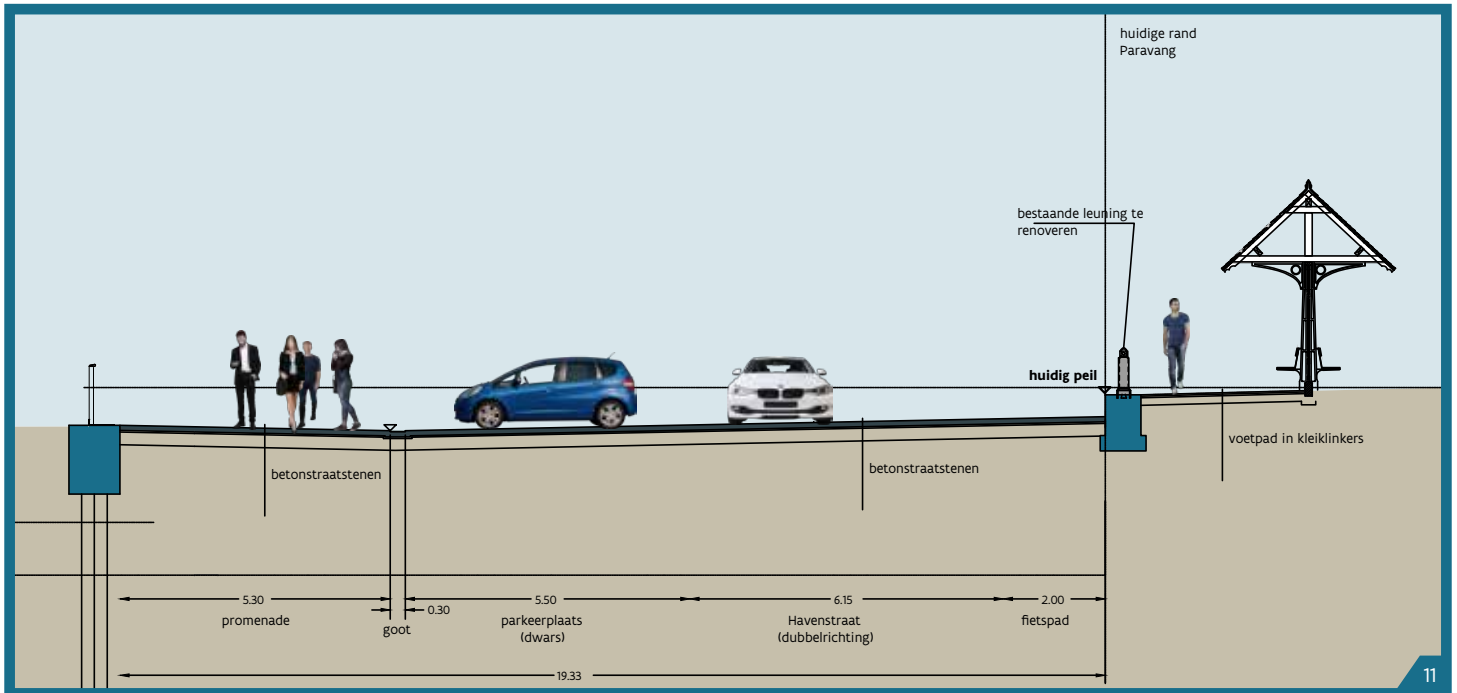 huidige rand
Paravang
bestaande leuning te
renoveren
huidig peil
voetpad in kleiklinkers
betonstraatstenen
betonstraatstenen
5.30
0.30
5.50
6.15
2.00
promenade
goot
parkeerplaats
(dwars)
Havenstraat
(dubbelrichting)
fietspad
19.33
11